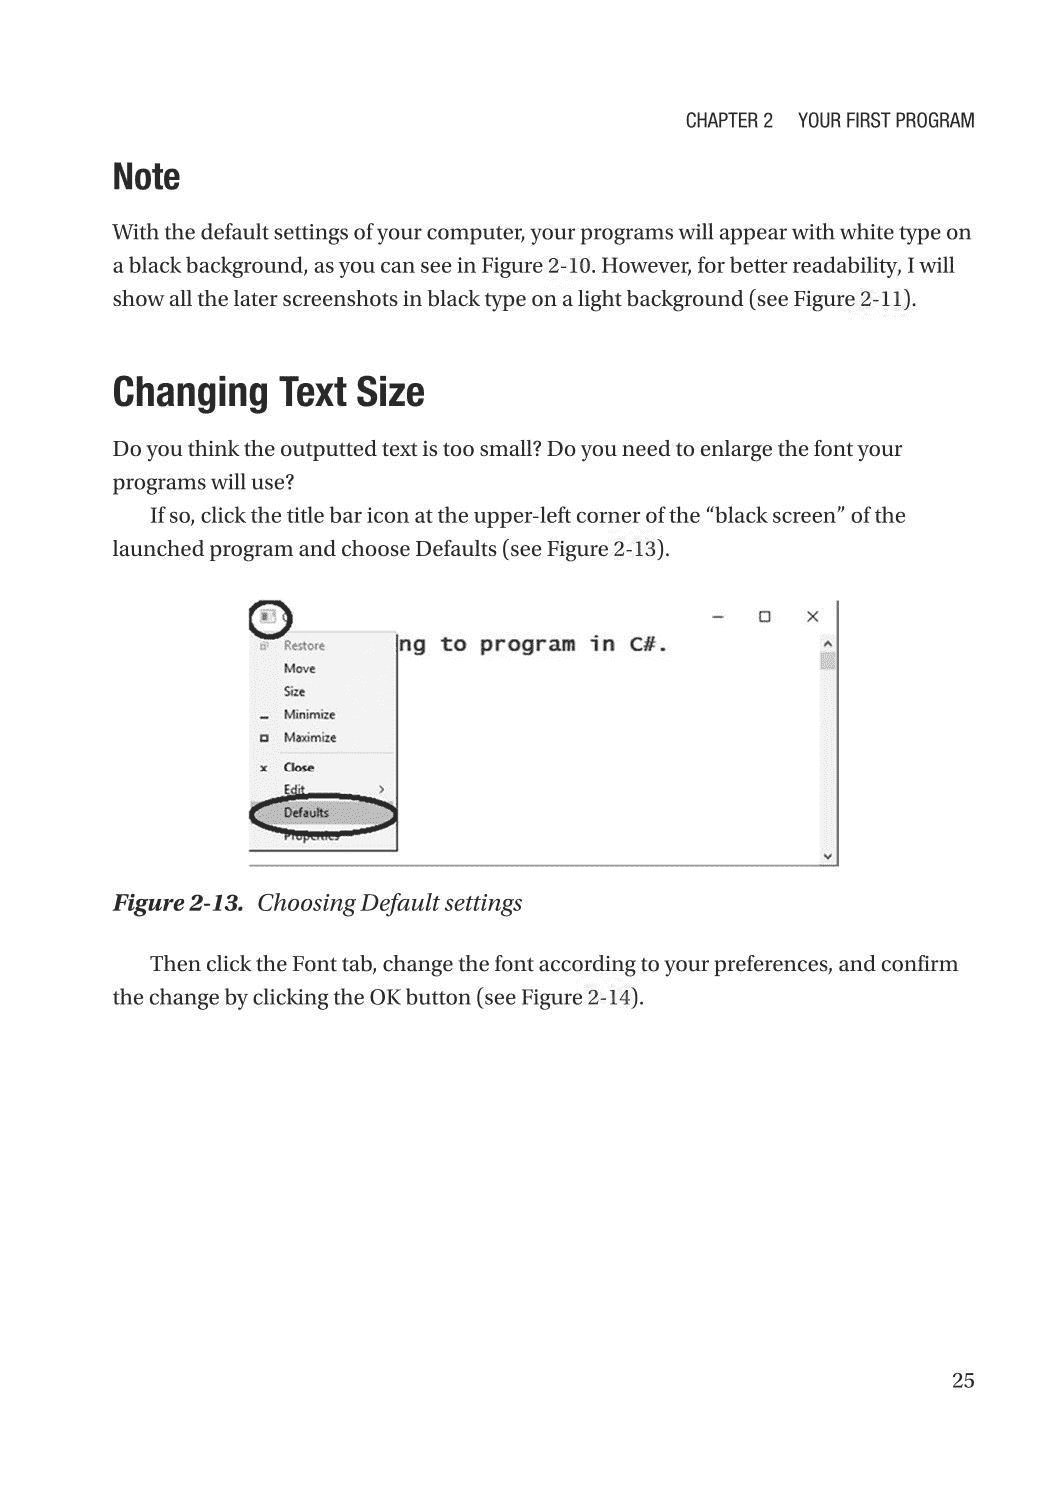 CHAPTER 2 YOUR FIRST PROGRAM
Note
With the default settings of your computer, your programs will appear with white type on
a black background, as you can see in Figure 2-10. However, for better readability, I will
show all the later screenshots in black type on a light background (see Figure 2-11).
Changing Text Size
Do you think the outputted text is too small? Do you need to enlarge the font your
programs will use?
If so, click the title bar icon at the upper-left corner of the “black screen” of the
launched program and choose Defaults (see Figure 2-13).
ng to program in C#.
Restore
Move
Size
Minimize
Maximize
Close
Edit
Defaults
Properties
Figure 2-13. Choosing Default settings
Then click the Font tab, change the font according to your preferences, and confirm
the change by clicking the OK button (see Figure 2-14).
25